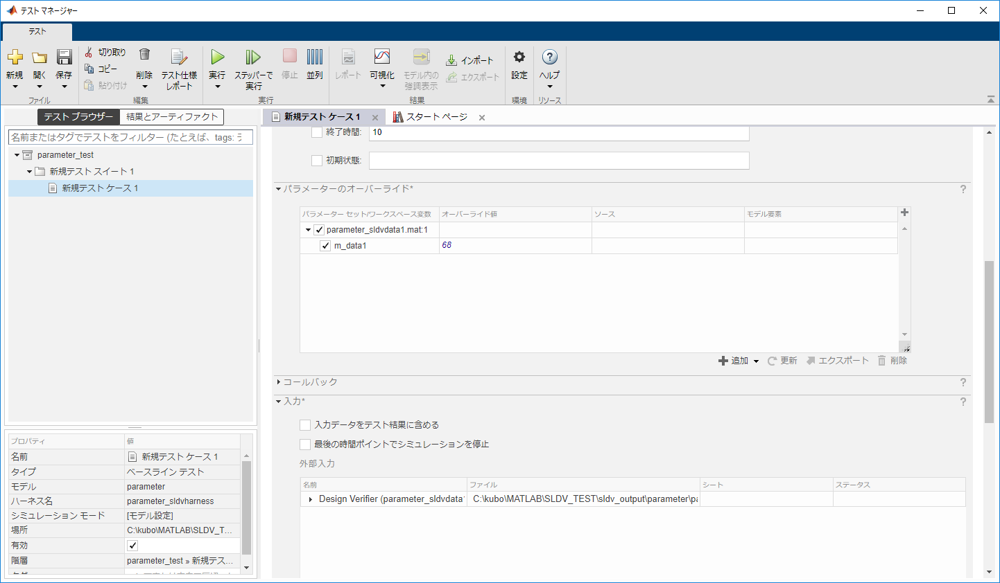 テスト マネージャー
テスト
新規
開く
保存
ファイル
切り取り
コピー
貼り付け
削除
テスト仕様
レポート
編集
実行
ステッパーで
実行
停止
並列
実行
レポート
可視化
モデル内の
強調表示
インポート
エクスポート
結果
設定
環境
ヘルプ
リソース
テスト ブラウザー
結果とアーティファクト
名前またはタグでテストをフィルター (たとえば、tags: テ
parameter_test
新規テスト スイート 1
新規テスト ケース 1
プロパティ 値
名前 新規テスト ケース 1
タイプ ベースライン テスト
モデル parameter
ハーネス名 parameter_sldvharness
シミュレーション モード [モデル設定]
場所 C:\kubo\MATLAB\SLDV_T...
有効
階層 parameter_test » 新規テス...
新規テスト ケース 1
スタート ページ
終了時間: 10
初期状態:
パラメーターのオーバーライド* ?
パラメーター セット/ワークスペース変数 オーバーライド値 ソース モデル要素
parameter_sldvdata1.mat:1
m_data1 68
追加 更新 エクスポート 削除
コールバック ?
入力* ?
入力データをテスト結果に含める
最後の時間ポイントでシミュレーションを停止
外部入力
名前 ファイル シート ステータス
Design Verifier (parameter_sldvdata1 C:\kubo\MATLAB\SLDV_TEST\sldv_output\parameter\pa